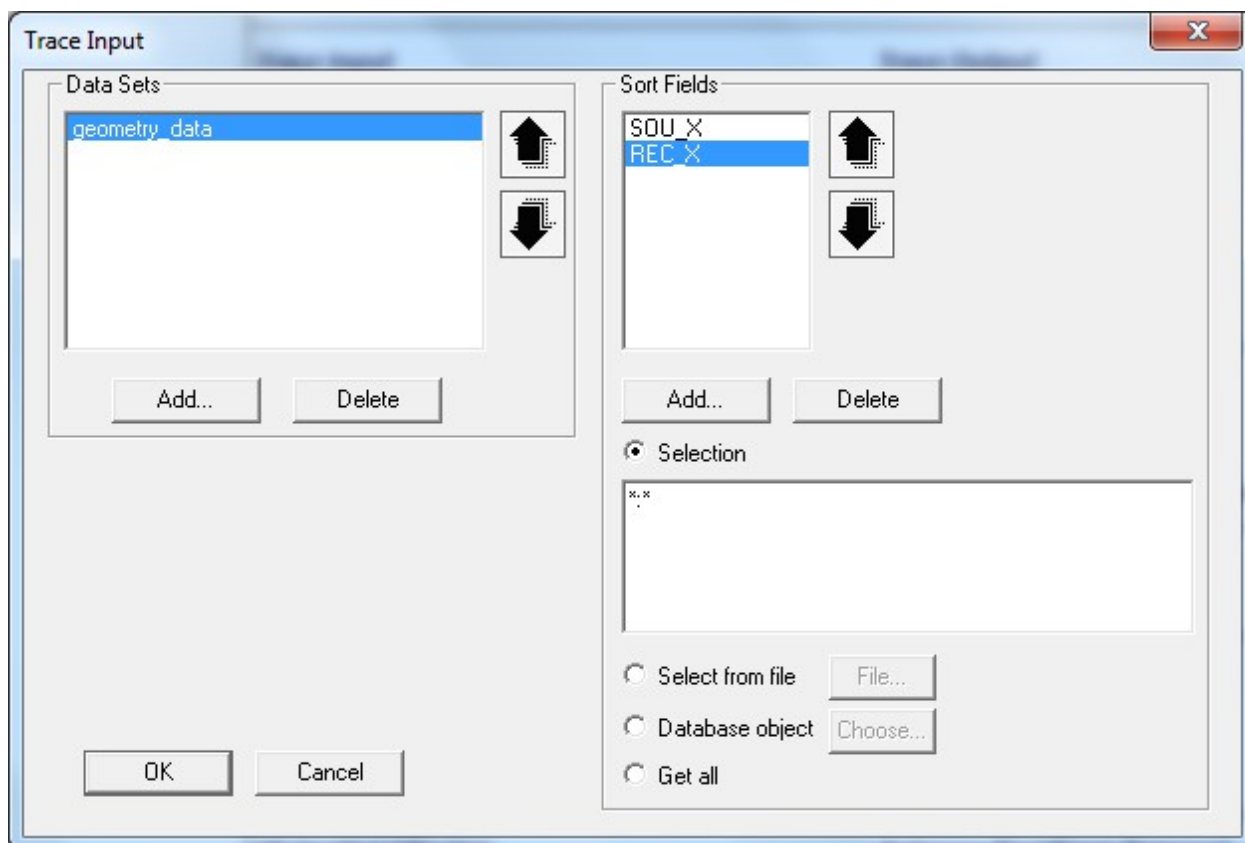 Trace Input
Data Sets
geometry_data
Add...
Delete
Sort Fields
SOU_X
REC_X
Add...
Delete
Selection
*:*
Select from file
File...
Database object
Choose...
Get all
OK
Cancel